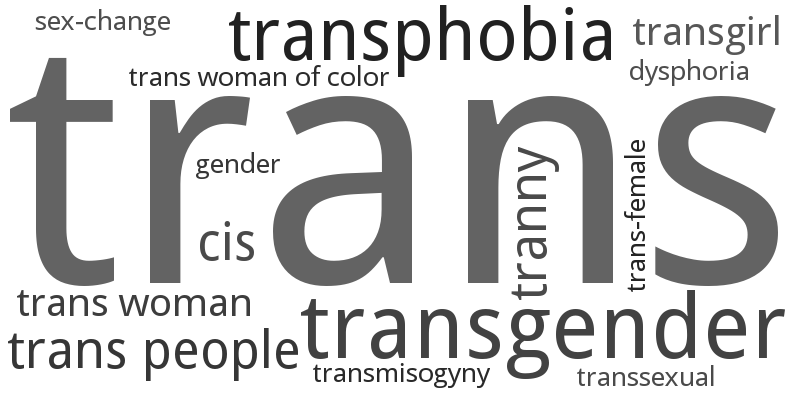 sex-change
transphobia
transgirl
trans woman of color
dysphoria
trans
gender
tranny
trans-female
cis
trans woman
transgender
trans people
transmisogyny
transsexual